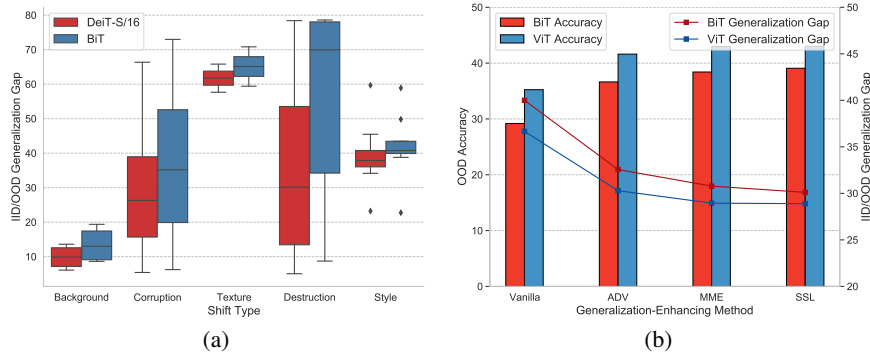 DeiT-S/16
BiT
80
70
60
50
40
30
20
10
IID/OOD Generalization Gap
Background
Corruption
Texture
Destruction
Style
Shift Type
(a)
BiT Accuracy
ViT Accuracy
BiT Generalization Gap
ViT Generalization Gap
50
40
30
20
10
0
OOD Accuracy
50
45
40
35
30
25
20
IID/OOD Generalization Gap
Vanilla
ADV
MME
SSL
Generalization-Enhancing Method
(b)